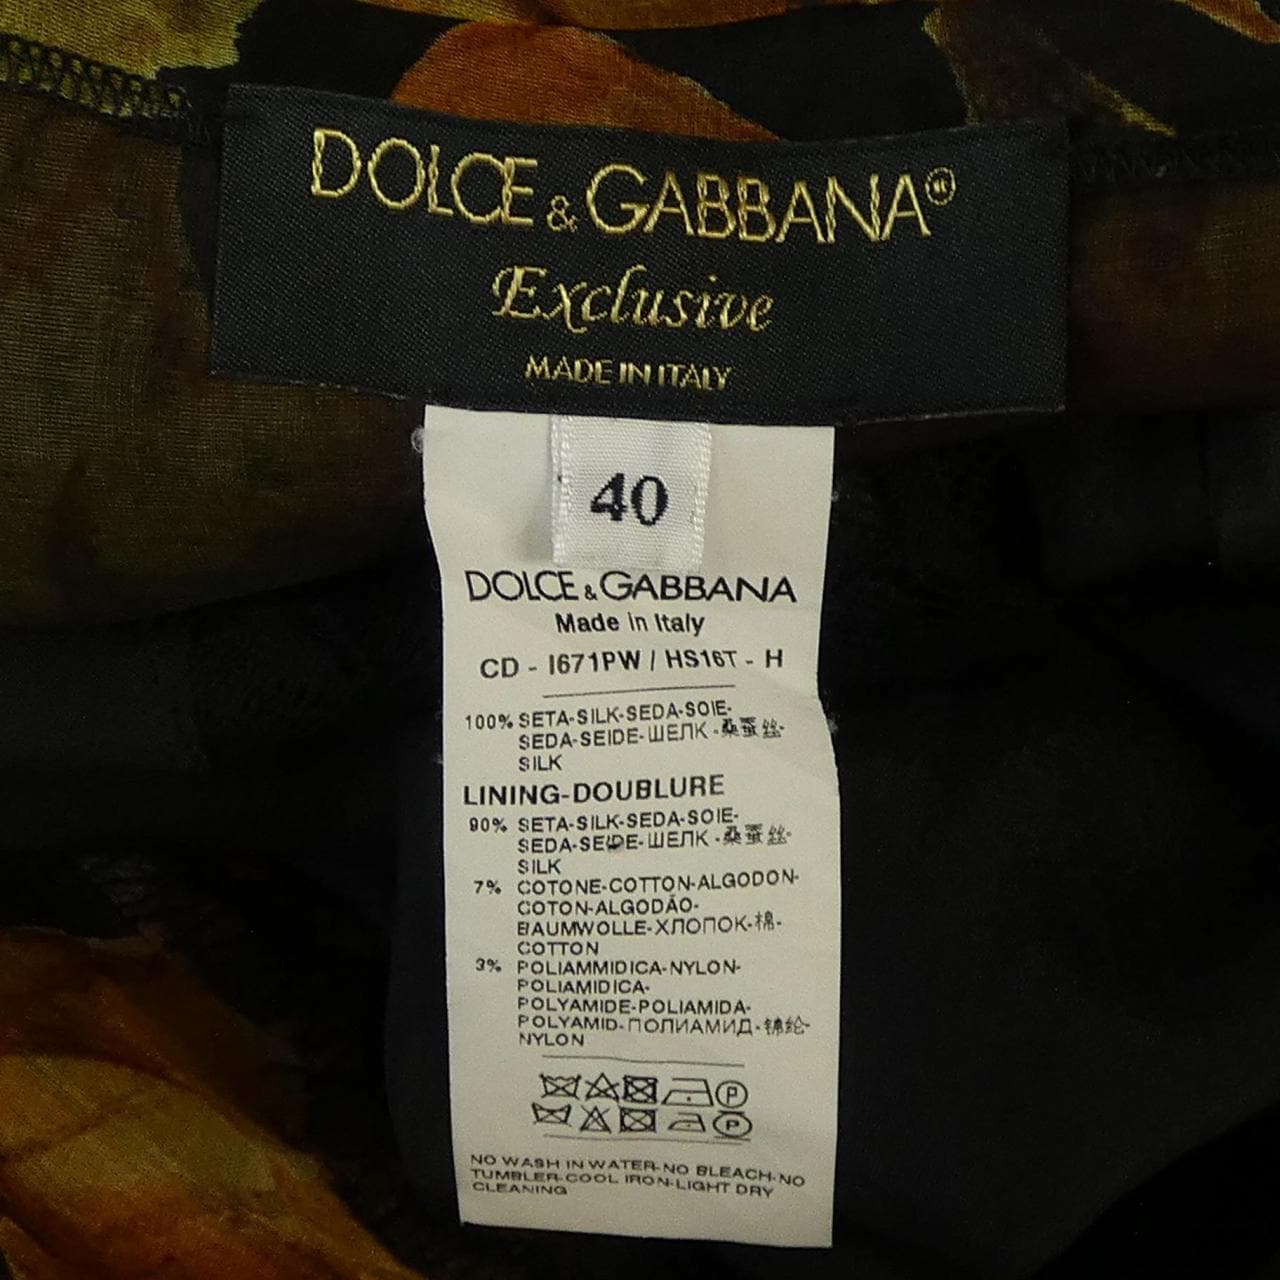 DOLCE & GABBANA®
Exclusive
MADE IN ITALY
40
DOLCE & GABBANA
Made in Italy
CD - I671PW / HS16T - H
100% SETA-SILK-SEDA-SOIE-
SEDA-SEIDE-ШЕЛК-桑蚕丝-
SILK
LINING-DOUBLURE
90% SETA-SILK-SEDA-SOIE-
SEDA-SEIDE-ШЕЛК-桑蚕丝-
SILK
7% COTONE-COTTON-ALGODON-
COTON-ALGODÃO-
BAUMWOLLE-ХЛОПОК-棉-
COTTON
3% POLIAMMIDICA-NYLON-
POLIAMIDICA-
POLYAMIDE-POLIAMIDA-
POLYAMID-ПОЛИАМИД-锦纶-
NYLON
P
P
NO WASH IN WATER-NO BLEACH-NO
TUMBLER-COOL IRON-LIGHT DRY
CLEANING